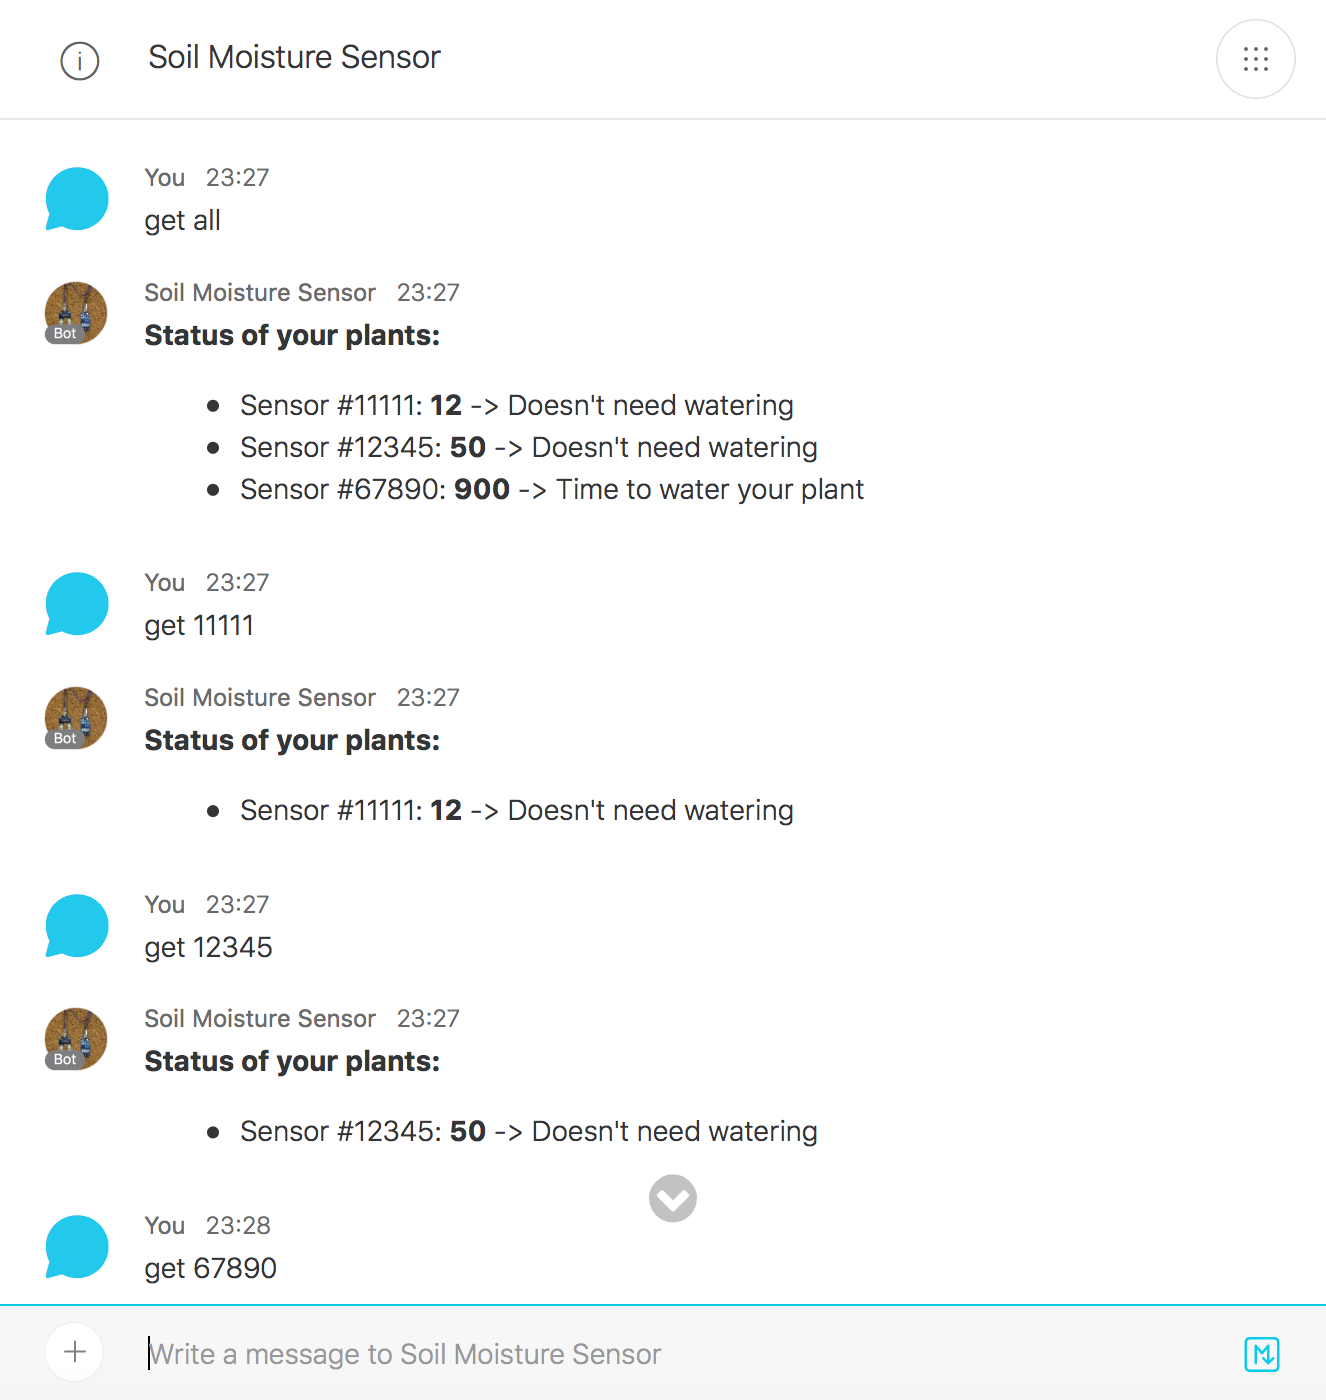 Soil Moisture Sensor
You 23:27
get all
Soil Moisture Sensor 23:27
Bot
Status of your plants:
• Sensor #11111: 12 -> Doesn't need watering
• Sensor #12345: 50 -> Doesn't need watering
• Sensor #67890: 900 -> Time to water your plant
You 23:27
get 11111
Soil Moisture Sensor 23:27
Bot
Status of your plants:
• Sensor #11111: 12 -> Doesn't need watering
You 23:27
get 12345
Soil Moisture Sensor 23:27
Bot
Status of your plants:
• Sensor #12345: 50 -> Doesn't need watering
You 23:28
get 67890
Write a message to Soil Moisture Sensor